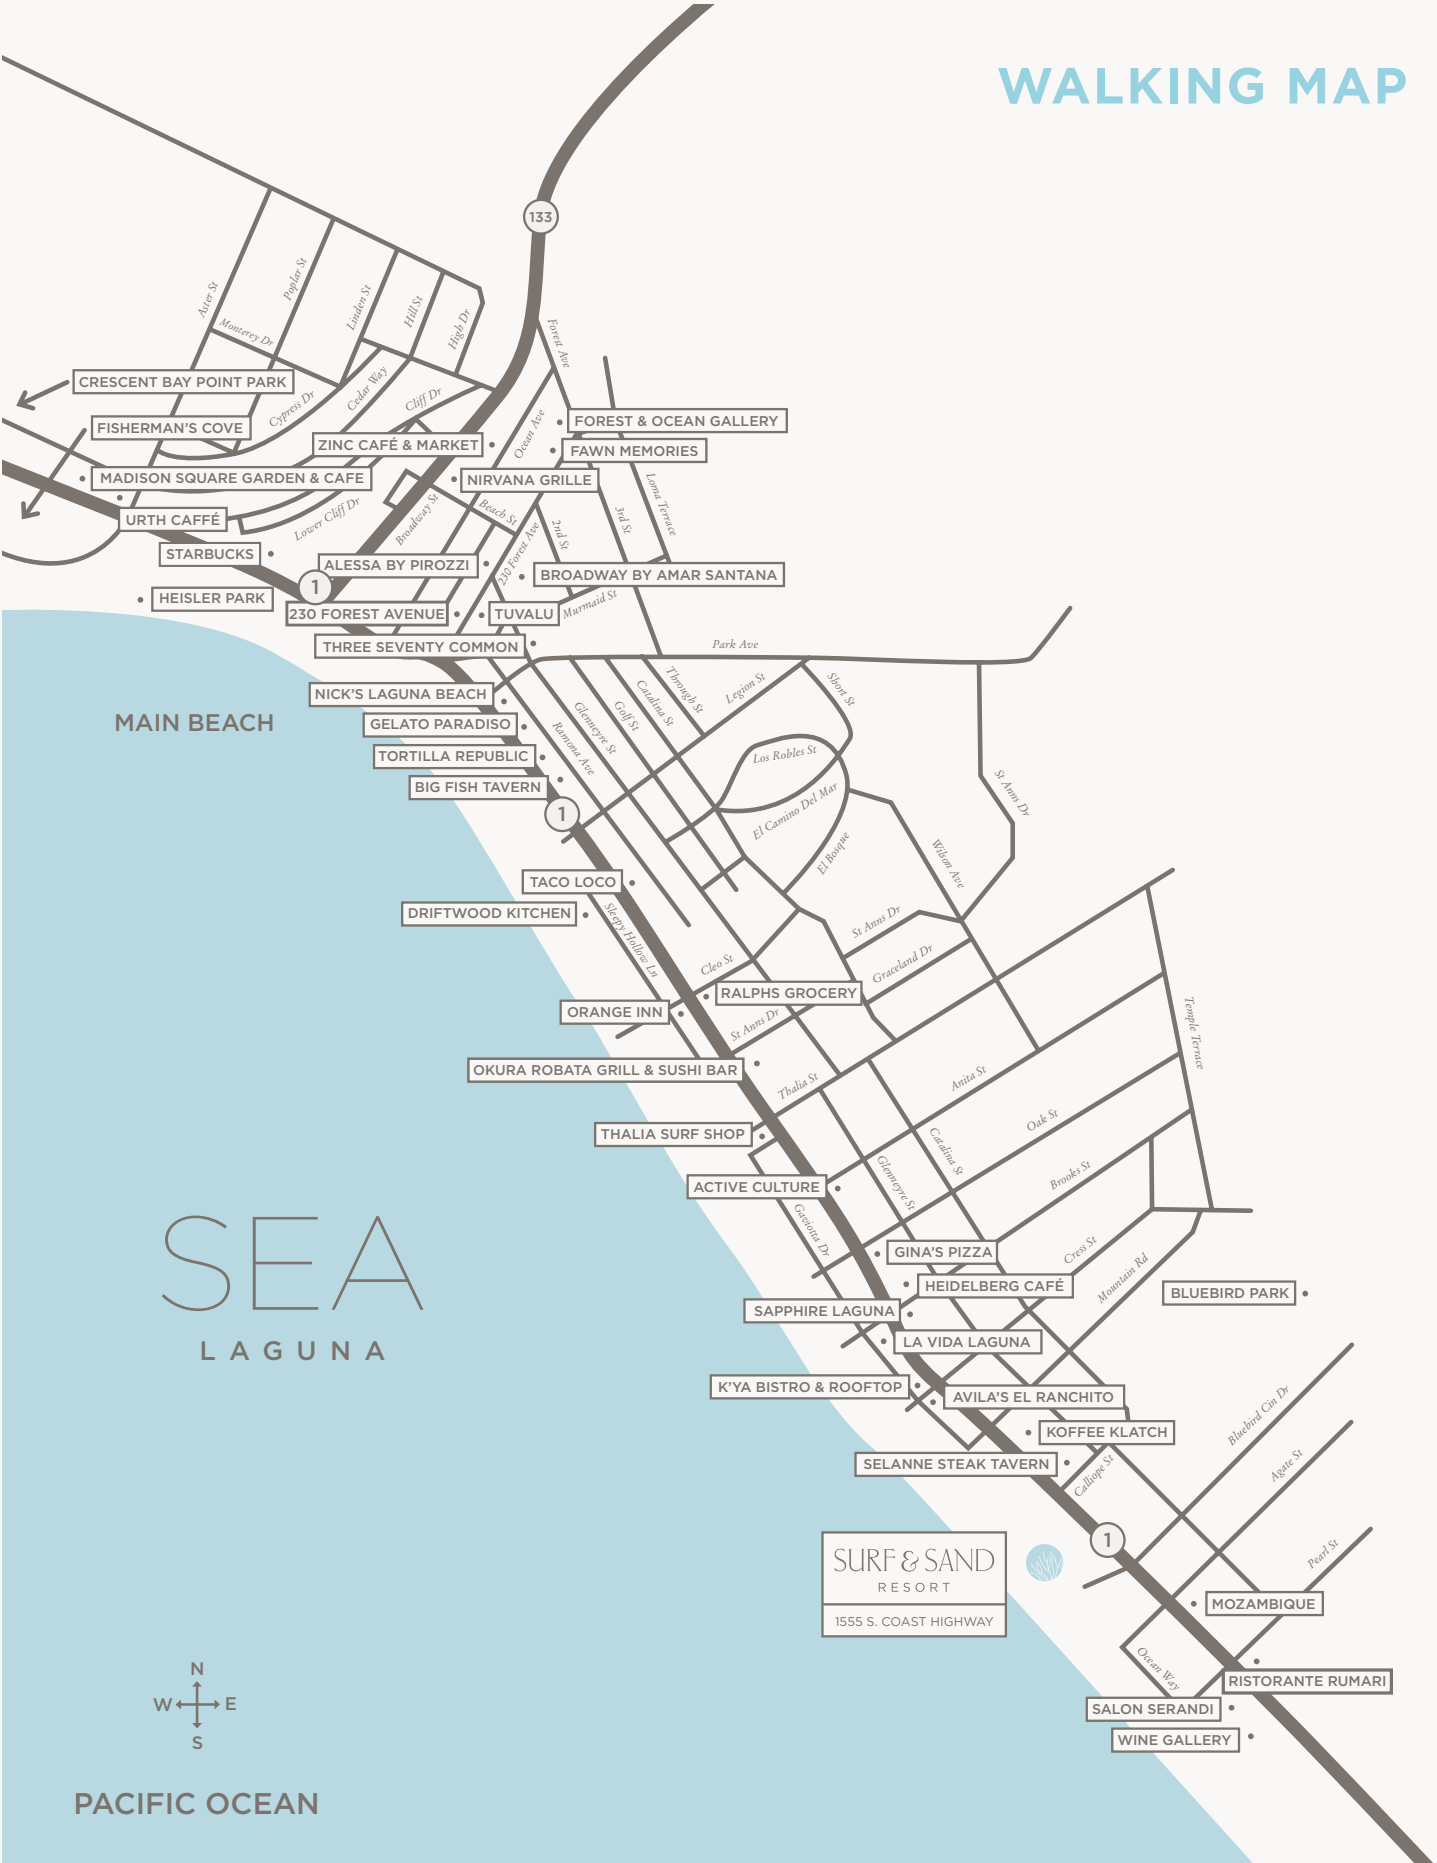 WALKING MAP
133
Forest Ave
Aster St
Poplar St
Linden St
Hill St
High Dr
Monterey Dr
CRESCENT BAY POINT PARK
Cypress Dr
Cedar Way
Cliff Dr
FISHERMAN'S COVE
FOREST & OCEAN GALLERY
Ocean Ave
ZINC CAFÉ & MARKET
FAWN MEMORIES
MADISON SQUARE GARDEN & CAFE
NIRVANA GRILLE
Loma Terrace
URTH CAFFÉ
Lower Cliff Dr
Broadway St
Beach St
2nd St
3rd St
STARBUCKS
ALESSA BY PIROZZI
230 Forest Ave
BROADWAY BY AMAR SANTANA
1
HEISLER PARK
230 FOREST AVENUE
TUVALU
Murmaid St
THREE SEVENTY COMMON
Park Ave
NICK'S LAGUNA BEACH
Through St
Legion St
Short St
Catalina St
Golf St
Glenneyre St
Ramona Ave
MAIN BEACH
GELATO PARADISO
TORTILLA REPUBLIC
Los Robles St
BIG FISH TAVERN
St Anns Dr
1
El Camino Del Mar
El Bosque
Wilson Ave
TACO LOCO
DRIFTWOOD KITCHEN
Sleepy Hollow Ln
St Anns Dr
Cleo St
Graceland Dr
RALPHS GROCERY
ORANGE INN
St Anns Dr
Temple Terrace
OKURA ROBATA GRILL & SUSHI BAR
Thalia St
Anita St
Oak St
THALIA SURF SHOP
Catalina St
Glenneyre St
Brooks St
ACTIVE CULTURE
Gaviotta Dr
GINA'S PIZZA
Cress St
Mountain Rd
HEIDELBERG CAFÉ
BLUEBIRD PARK
SEA
LAGUNA
SAPPHIRE LAGUNA
LA VIDA LAGUNA
K'YA BISTRO & ROOFTOP
AVILA'S EL RANCHITO
Bluebird Cin Dr
KOFFEE KLATCH
SELANNE STEAK TAVERN
Calliope St
Agate St
1
Pearl St
SURF & SAND
RESORT
1555 S. COAST HIGHWAY
MOZAMBIQUE
Ocean Way
RISTORANTE RUMARI
SALON SERANDI
WINE GALLERY
N
W E
S
PACIFIC OCEAN